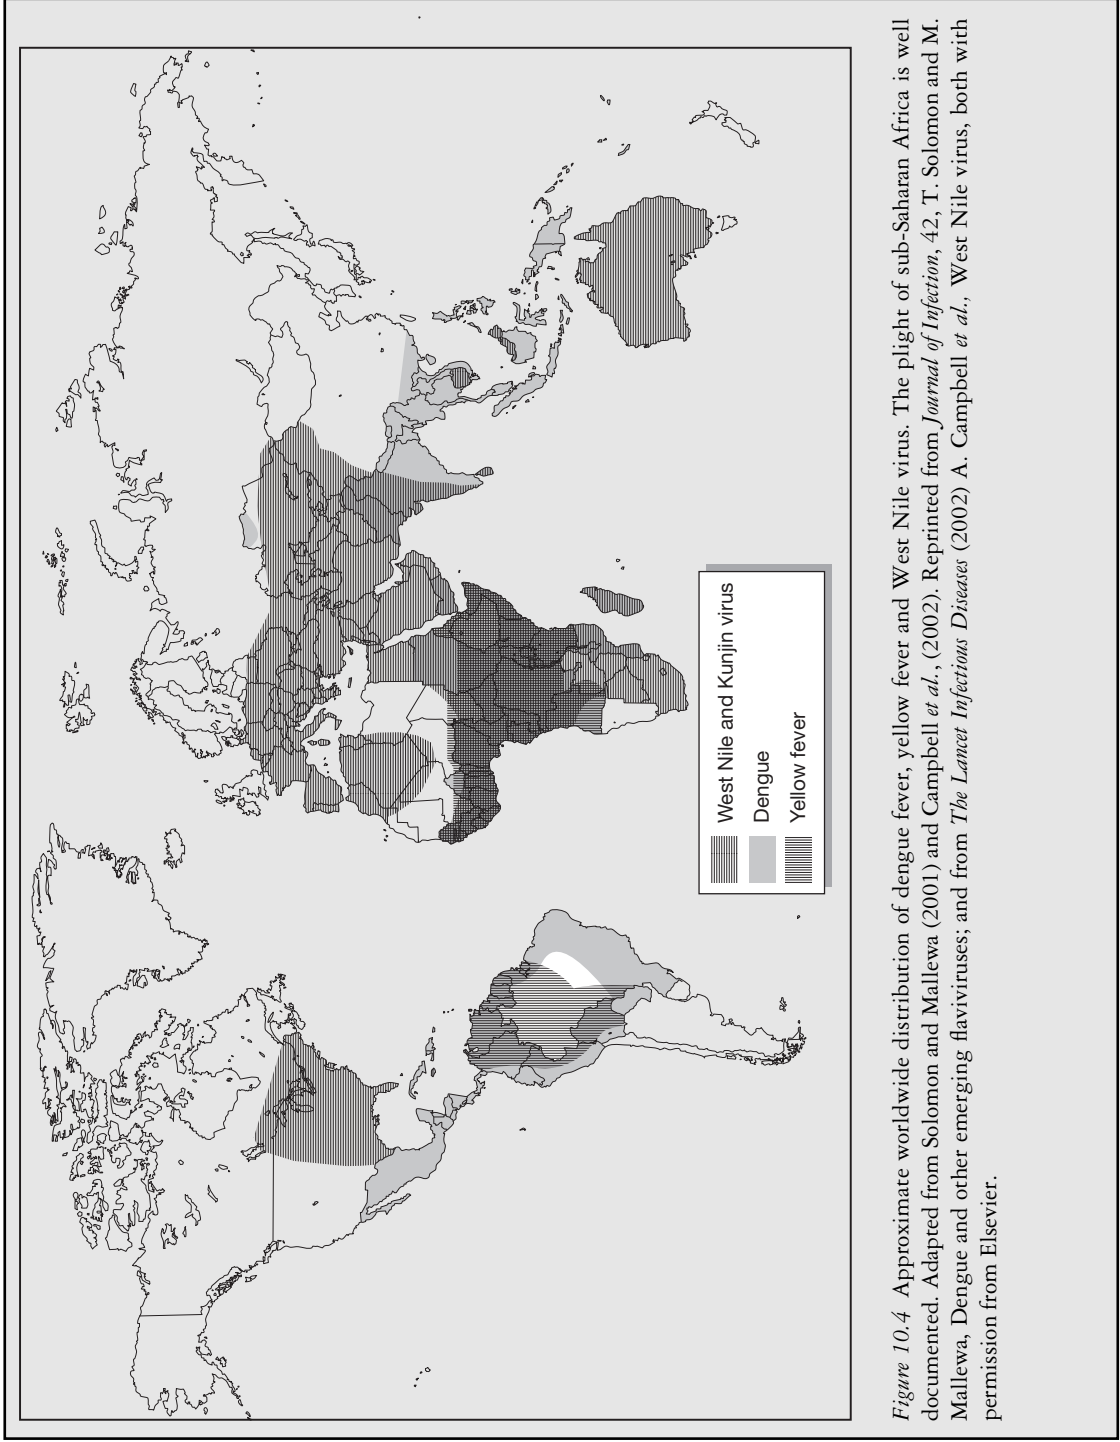 West Nile and Kunjin virus
Dengue
Yellow fever
Figure 10.4 Approximate worldwide distribution of dengue fever, yellow fever and West Nile virus. The plight of sub-Saharan Africa is well
documented. Adapted from Solomon and Mallewa (2001) and Campbell et al., (2002). Reprinted from Journal of Infection, 42, T. Solomon and M.
Mallewa, Dengue and other emerging flaviviruses; and from The Lancet Infectious Diseases (2002) A. Campbell et al., West Nile virus, both with
permission from Elsevier.